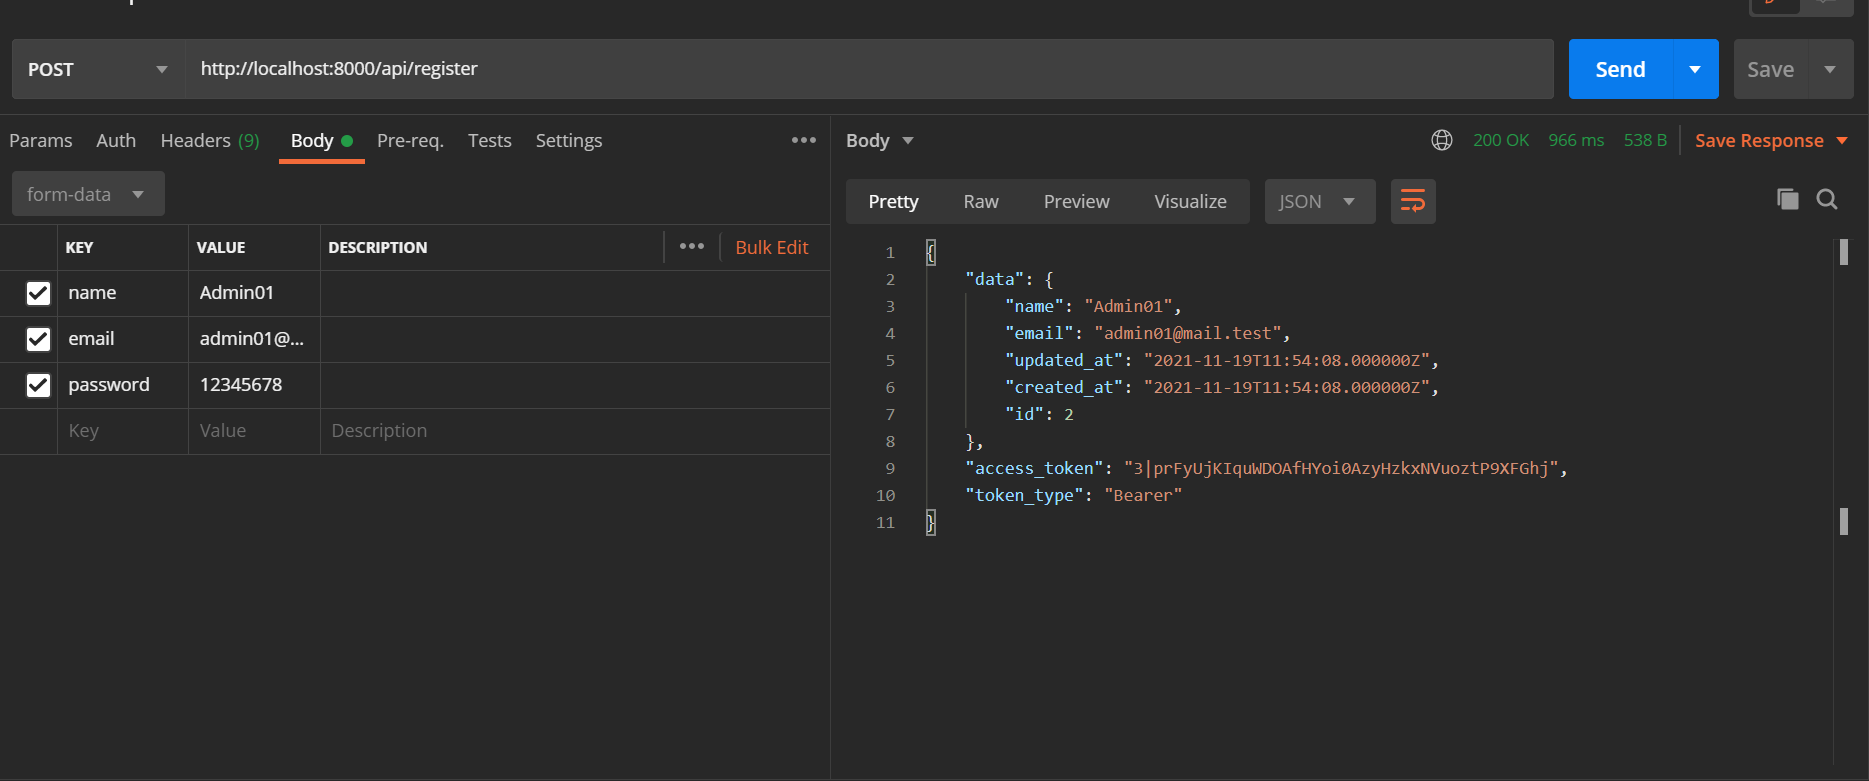 POST http://localhost:8000/api/register Send Save
Params Auth Headers (9) Body Pre-req. Tests Settings
form-data
KEY VALUE DESCRIPTION Bulk Edit
name Admin01
email admin01@...
password 12345678
Key Value Description
Body 200 OK 966 ms 538 B Save Response
Pretty Raw Preview Visualize JSON
1 {
2 "data": {
3 "name": "Admin01",
4 "email": "admin01@mail.test",
5 "updated_at": "2021-11-19T11:54:08.000000Z",
6 "created_at": "2021-11-19T11:54:08.000000Z",
7 "id": 2
8 },
9 "access_token": "3|prFyUjKIquWDOAfHYoi0AzyHzkxNVuoztP9XFGhj",
10 "token_type": "Bearer"
11 }